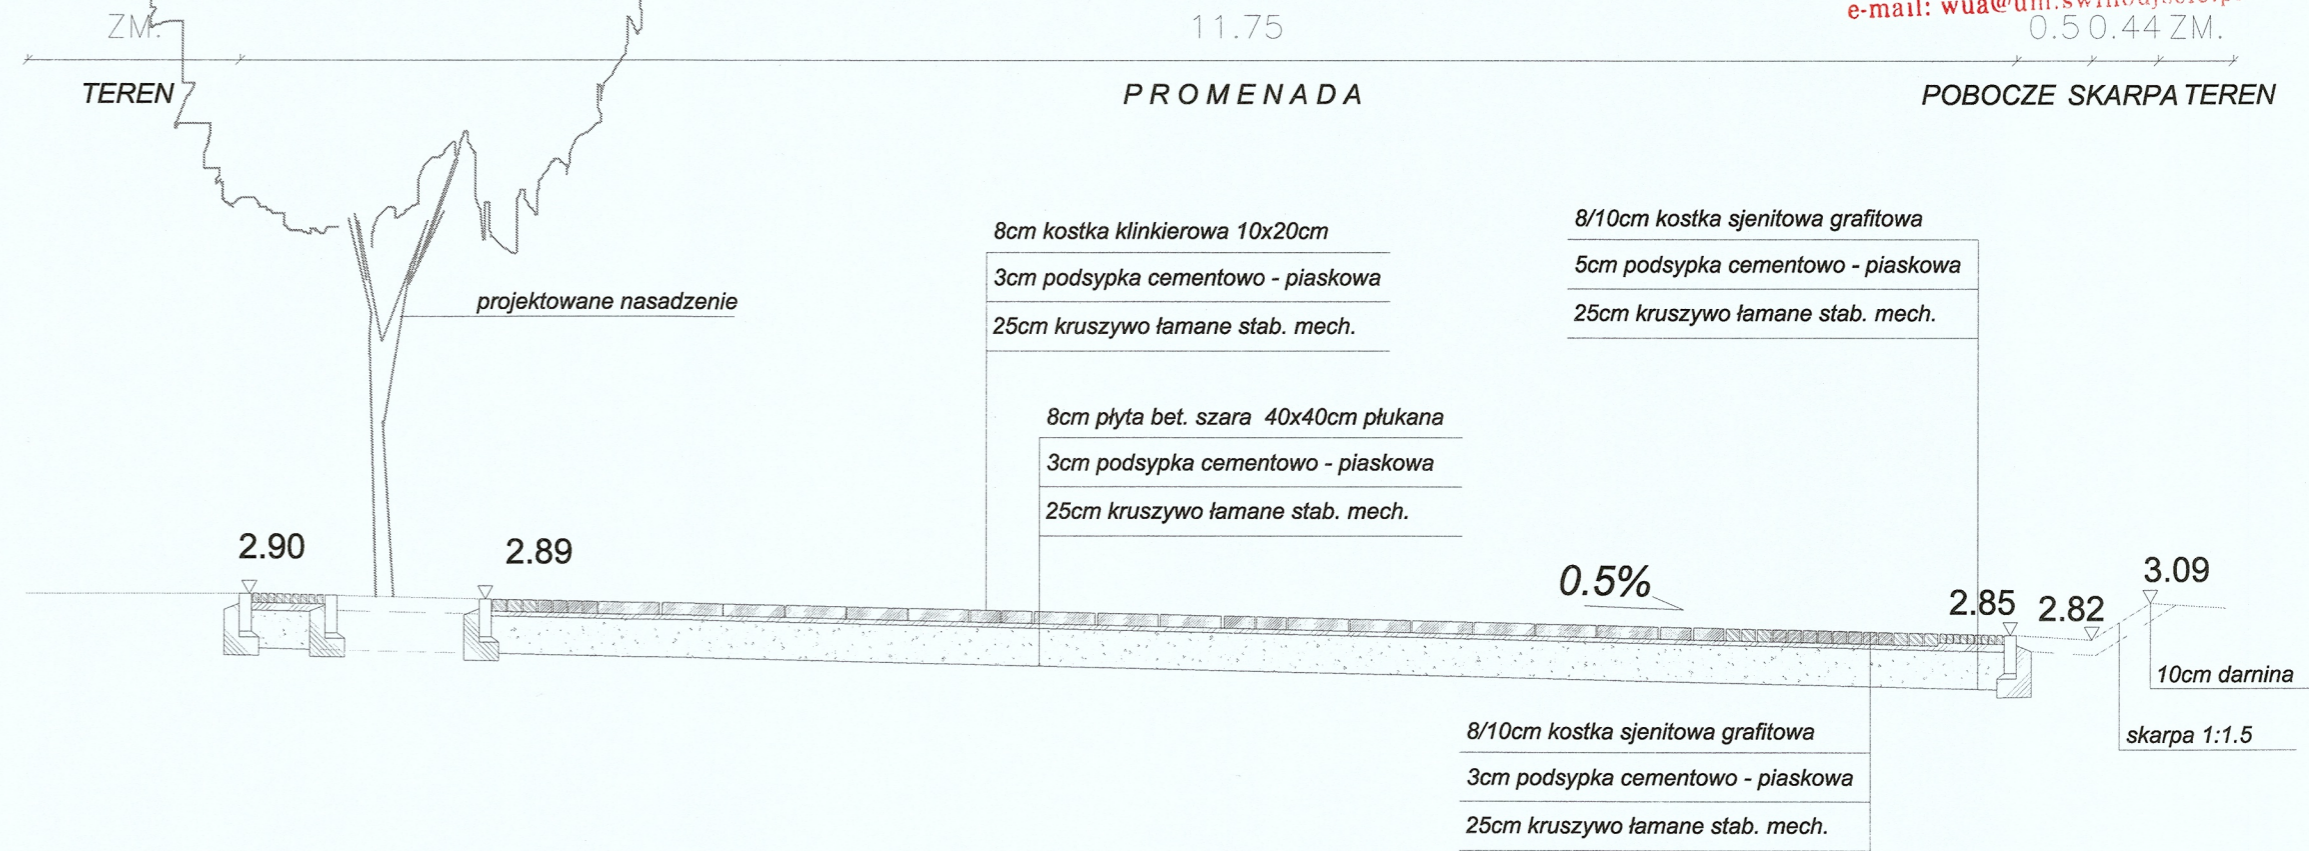 e-mail:
ZM.
11.75
0.5 0.44 ZM.
TEREN
PROMENADA
POBOCZE SKARPA TEREN
8cm kostka klinkierowa 10x20cm
3cm podsypka cementowo - piaskowa
25cm kruszywo łamane stab. mech.
8/10cm kostka sjenitowa grafitowa
5cm podsypka cementowo - piaskowa
25cm kruszywo łamane stab. mech.
projektowane nasadzenie
8cm płyta bet. szara 40x40cm płukana
3cm podsypka cementowo - piaskowa
25cm kruszywo łamane stab. mech.
2.90
2.89
0.5%
2.85
2.82
3.09
10cm darnina
skarpa 1:1.5
8/10cm kostka sjenitowa grafitowa
3cm podsypka cementowo - piaskowa
25cm kruszywo łamane stab. mech.